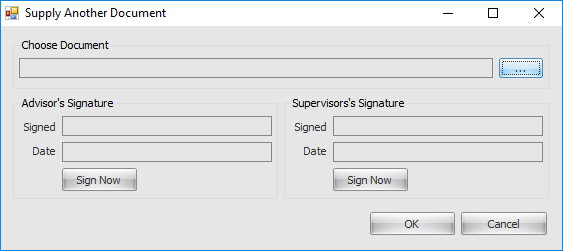 Supply Another Document
Choose Document
...
Advisor's Signature
Signed
Date
Sign Now
Supervisors's Signature
Signed
Date
Sign Now
OK Cancel